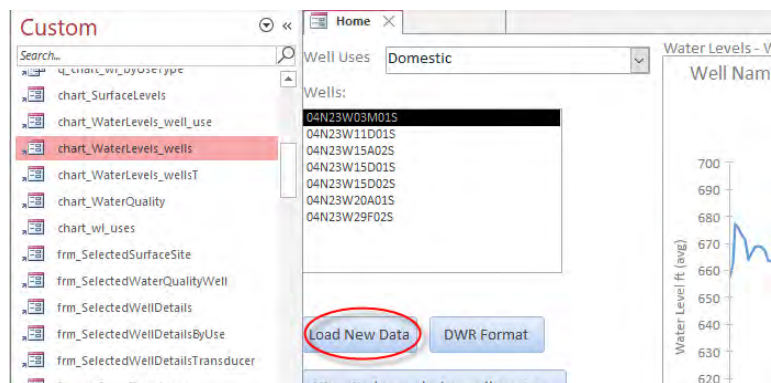 Custom
Search...
q_chart_wl_byUseType
chart_SurfaceLevels
chart_WaterLevels_well_use
chart_WaterLevels_wells
chart_WaterLevels_wellsT
chart_WaterQuality
chart_wl_uses
frm_SelectedSurfaceSite
frm_SelectedWaterQualityWell
frm_SelectedWellDetails
frm_SelectedWellDetailsByUse
frm_SelectedWellDetailsTransducer
Home
Well Uses Domestic
Wells:
04N23W03M01S
04N23W11D01S
04N23W15A02S
04N23W15D01S
04N23W15D02S
04N23W20A01S
04N23W29F02S
Load New Data DWR Format
Water Levels - W
Well Nam
Water Level ft (avg)
700
690
680
670
660
650
640
630
620